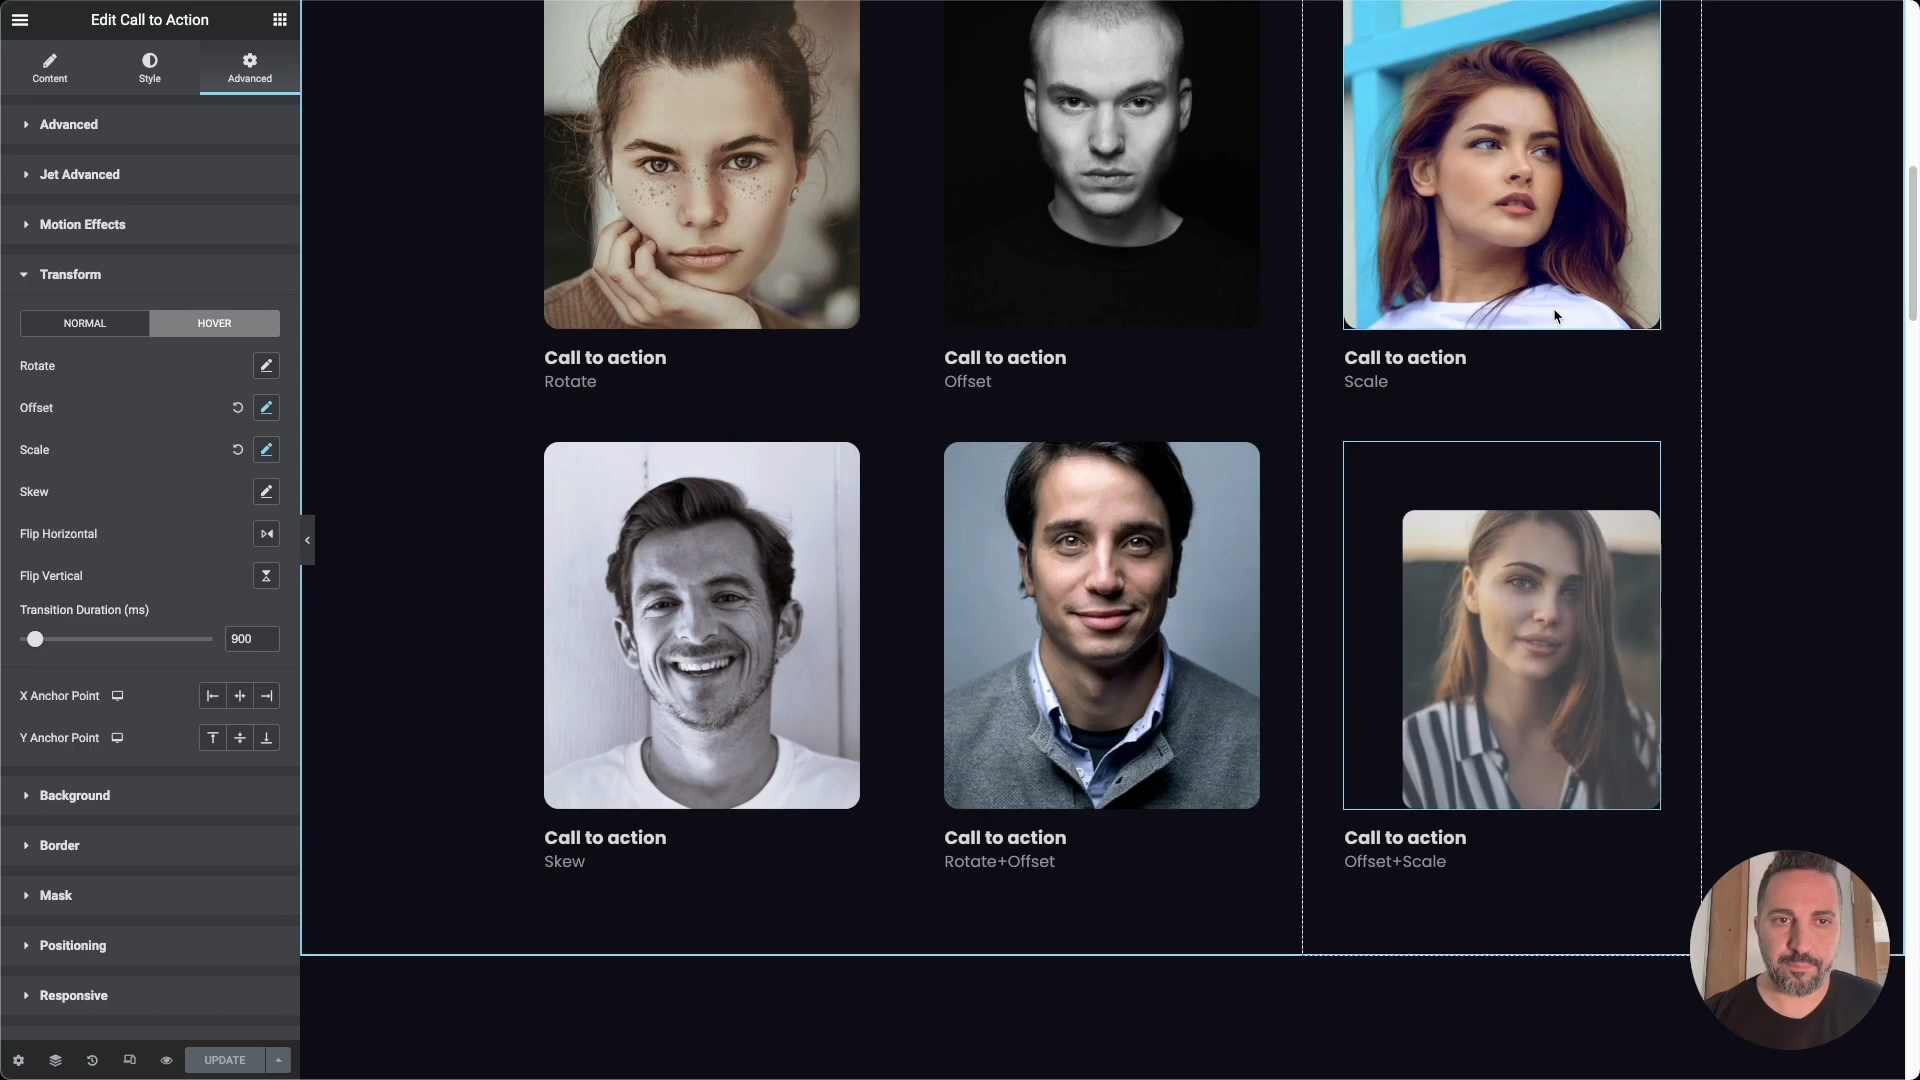 Edit Call to Action
Content
Style
Advanced
Advanced
Jet Advanced
Motion Effects
Transform
NORMAL
HOVER
Rotate
Offset
Scale
Skew
Flip Horizontal
Flip Vertical
Transition Duration (ms)
900
X Anchor Point
Y Anchor Point
Background
Border
Mask
Positioning
Responsive
UPDATE
Call to action
Rotate
Call to action
Offset
Call to action
Scale
Call to action
Skew
Call to action
Rotate+Offset
Call to action
Offset+Scale